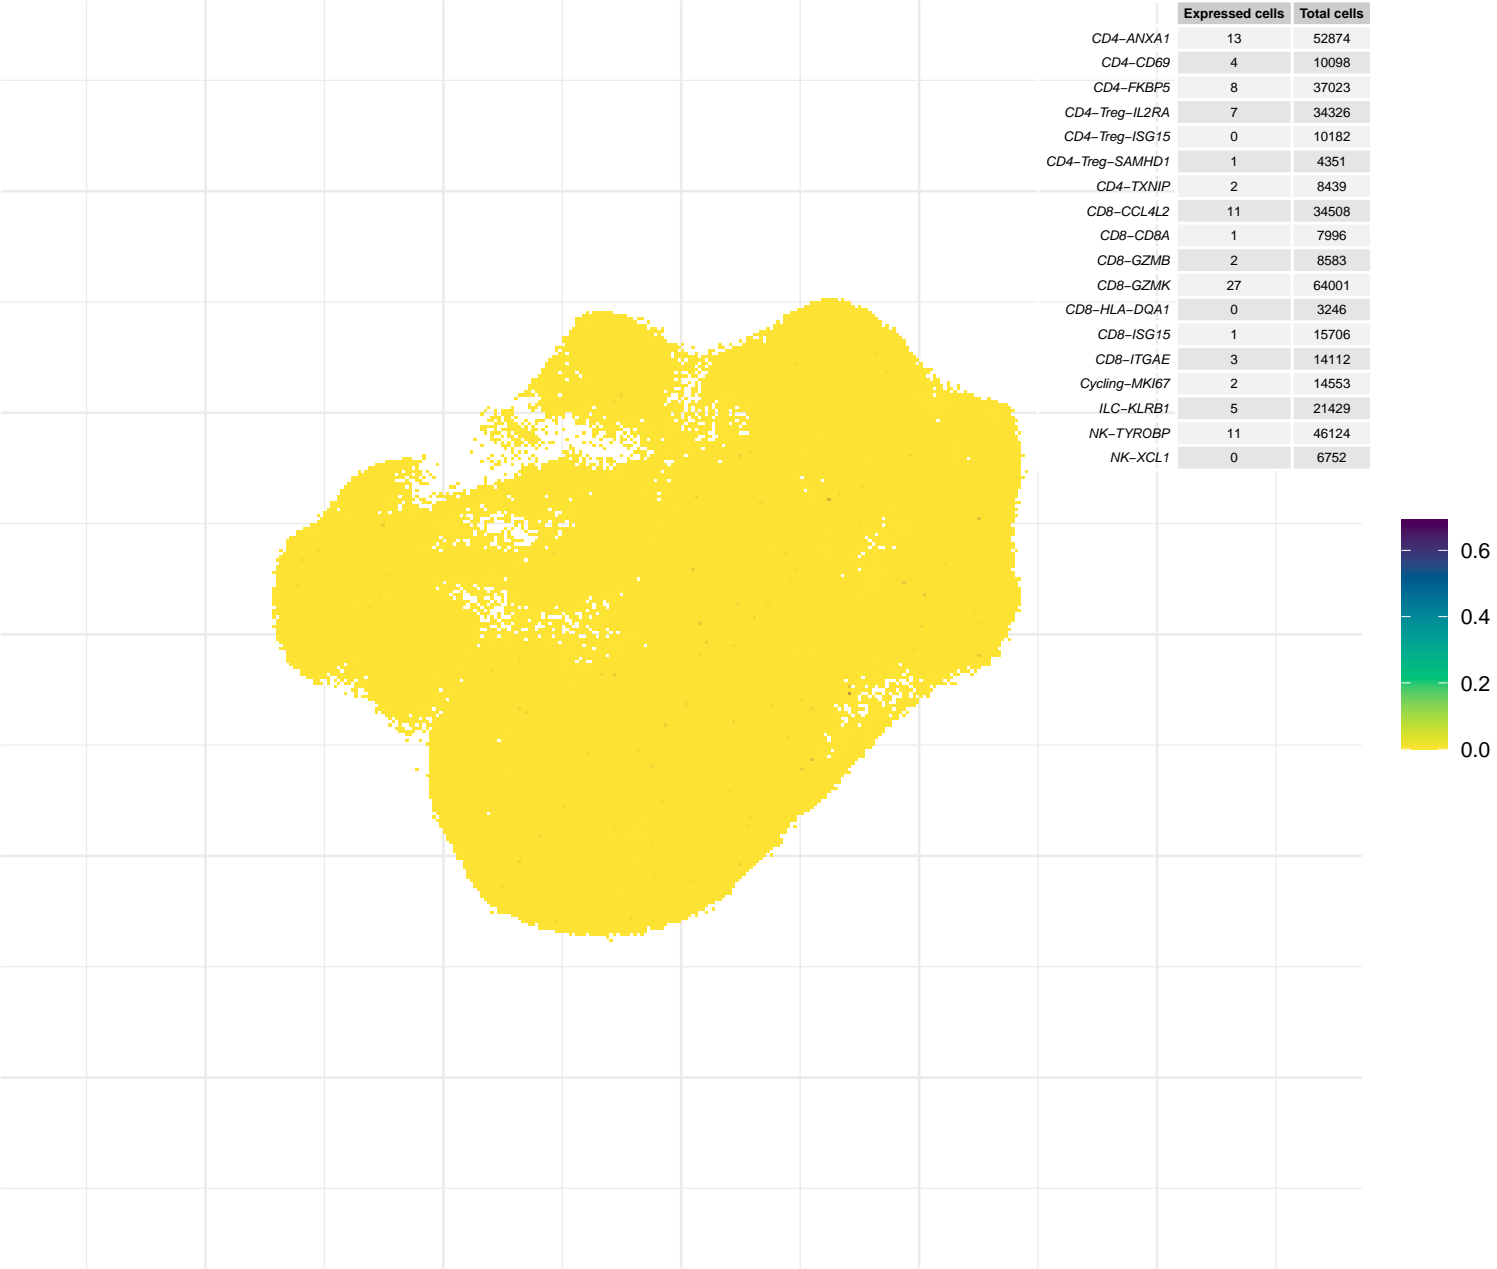 Expressed cells Total cells
CD4−ANXA1 13 52874
CD4−CD69 4 10098
CD4−FKBP5 8 37023
CD4−Treg−IL2RA 7 34326
CD4−Treg−ISG15 0 10182
CD4−Treg−SAMHD1 1 4351
CD4−TXNIP 2 8439
CD8−CCL4L2 11 34508
CD8−CD8A 1 7996
CD8−GZMB 2 8583
CD8−GZMK 27 64001
CD8−HLA−DQA1 0 3246
CD8−ISG15 1 15706
CD8−ITGAE 3 14112
Cycling−MKI67 2 14553
ILC−KLRB1 5 21429
NK−TYROBP 11 46124
NK−XCL1 0 6752
0.6
0.4
0.2
0.0